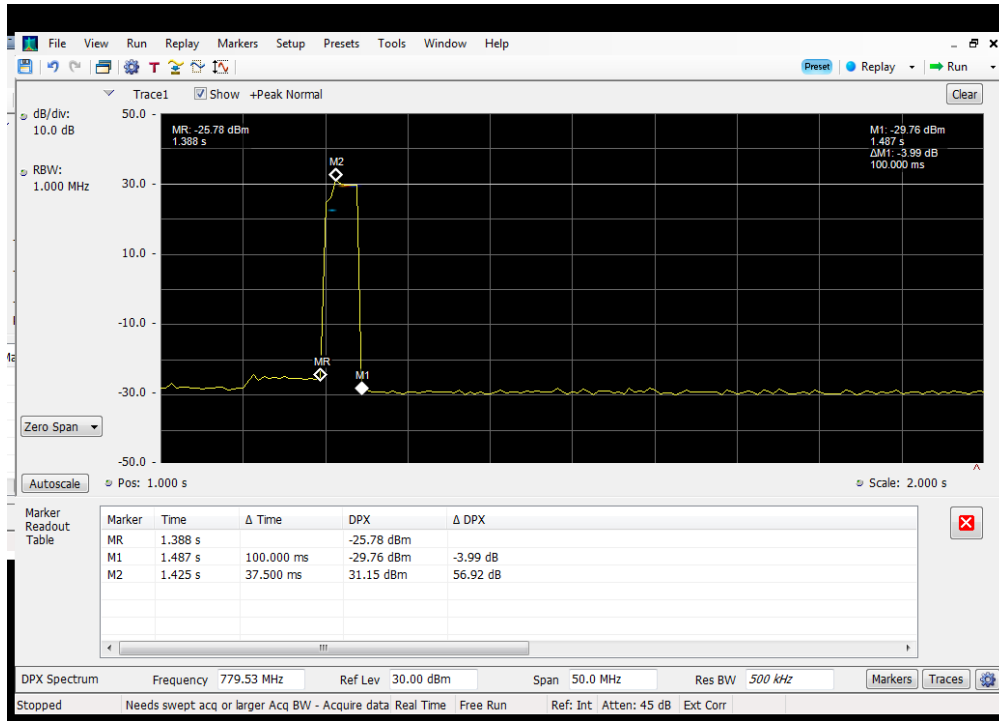 File View Run Replay Markers Setup Presets Tools Window Help
T Preset Replay Run
Trace1 Show +Peak Normal Clear
dB/div:
10.0 dB
RBW:
1.000 MHz
50.0
30.0
10.0
-10.0
-30.0
-50.0
MR: -25.78 dBm
1.388 s
M1: -29.76 dBm
1.487 s
ΔM1: -3.99 dB
100.000 ms
M2
MR
M1
Zero Span
Autoscale Pos: 1.000 s Scale: 2.000 s
Marker
Readout
Table
Marker Time Δ Time DPX Δ DPX
MR 1.388 s -25.78 dBm
M1 1.487 s 100.000 ms -29.76 dBm -3.99 dB
M2 1.425 s 37.500 ms 31.15 dBm 56.92 dB
DPX Spectrum Frequency 779.53 MHz Ref Lev 30.00 dBm Span 50.0 MHz Res BW 500 kHz Markers Traces
Stopped Needs swept acq or larger Acq BW - Acquire data Real Time Free Run Ref: Int Atten: 45 dB Ext Corr